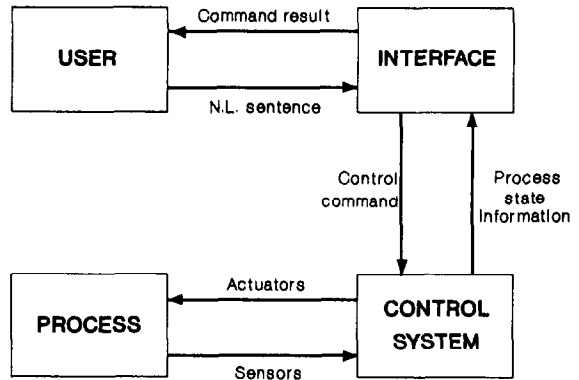 Command result
USER
INTERFACE
N.L. sentence
Control
command
Process
state
Information
Actuators
PROCESS
CONTROL
SYSTEM
Sensors